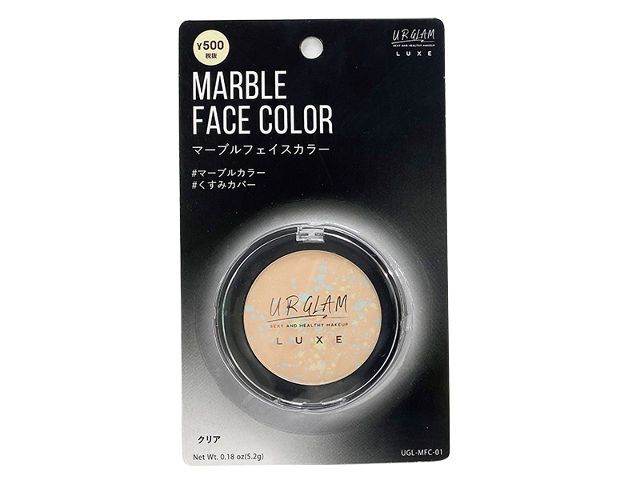 ¥500
税抜
URGLAM
SEXY AND HEALTHY MAKEUP
LUXE
MARBLE
FACE COLOR
マーブルフェイスカラー
#マーブルカラー
#くすみカバー
URGLAM
SEXY AND HEALTHY MAKEUP
LUXE
クリア
Net Wt. 0.18 oz(5.2g)
UGL-MFC-01